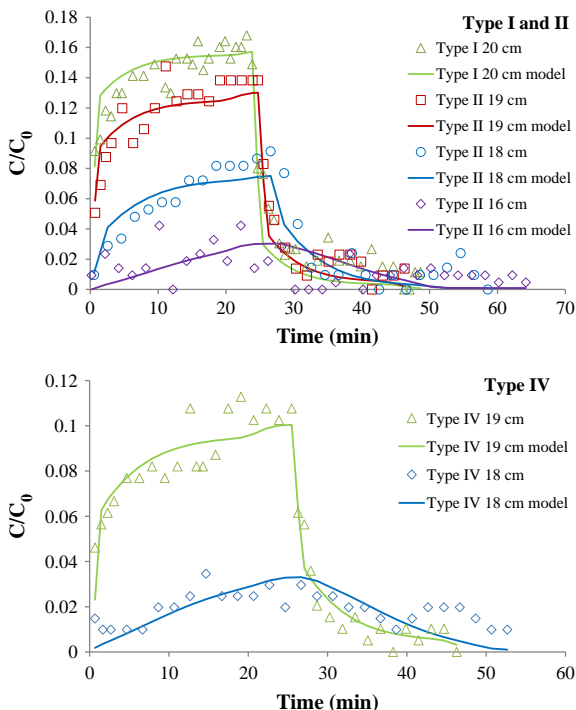 Type I and II
0.18
0.16
0.14
0.12
0.1
0.08
0.06
0.04
0.02
0
C/C0
Type I 20 cm
Type I 20 cm model
Type II 19 cm
Type II 19 cm model
Type II 18 cm
Type II 18 cm model
Type II 16 cm
Type II 16 cm model
0 10 20 30 40 50 60 70
Time (min)
Type IV
0.12
0.1
0.08
0.06
0.04
0.02
0
C/C0
Type IV 19 cm
Type IV 19 cm model
Type IV 18 cm
Type IV 18 cm model
0 10 20 30 40 50 60
Time (min)